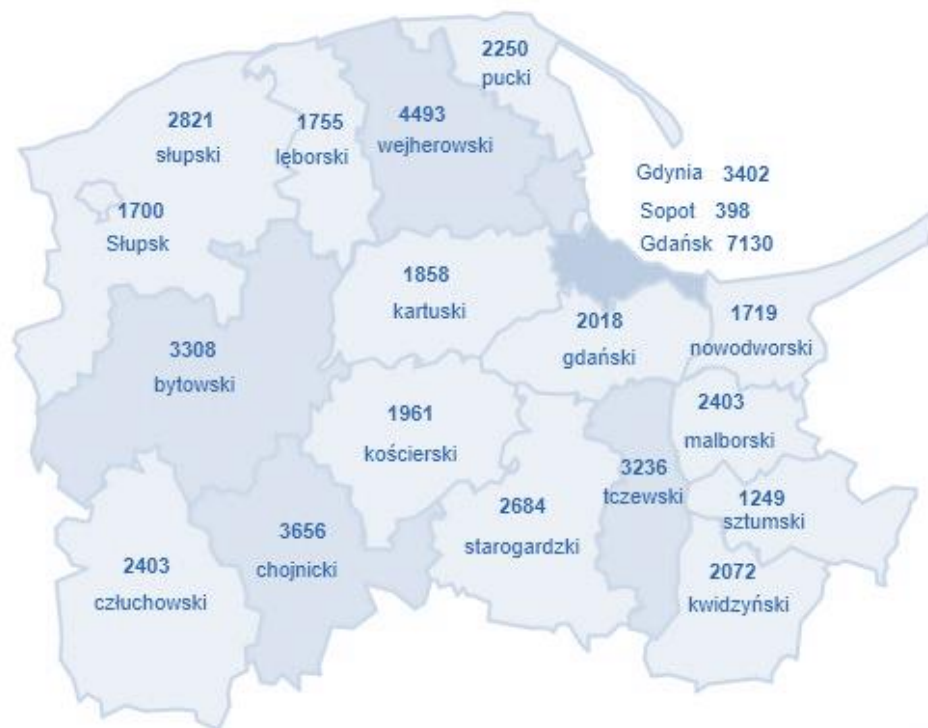 2250
pucki
2821
słupski
1755
lęborski
4493
wejherowski
Gdynia 3402
Sopot 398
Gdańsk 7130
1700
Słupsk
1858
kartuski
2018
gdański
1719
nowodworski
3308
bytowski
1961
kościerski
2403
malborski
3236
tczewski
2684
starogardzki
1249
sztumski
3656
chojnicki
2403
człuchowski
2072
kwidzyński